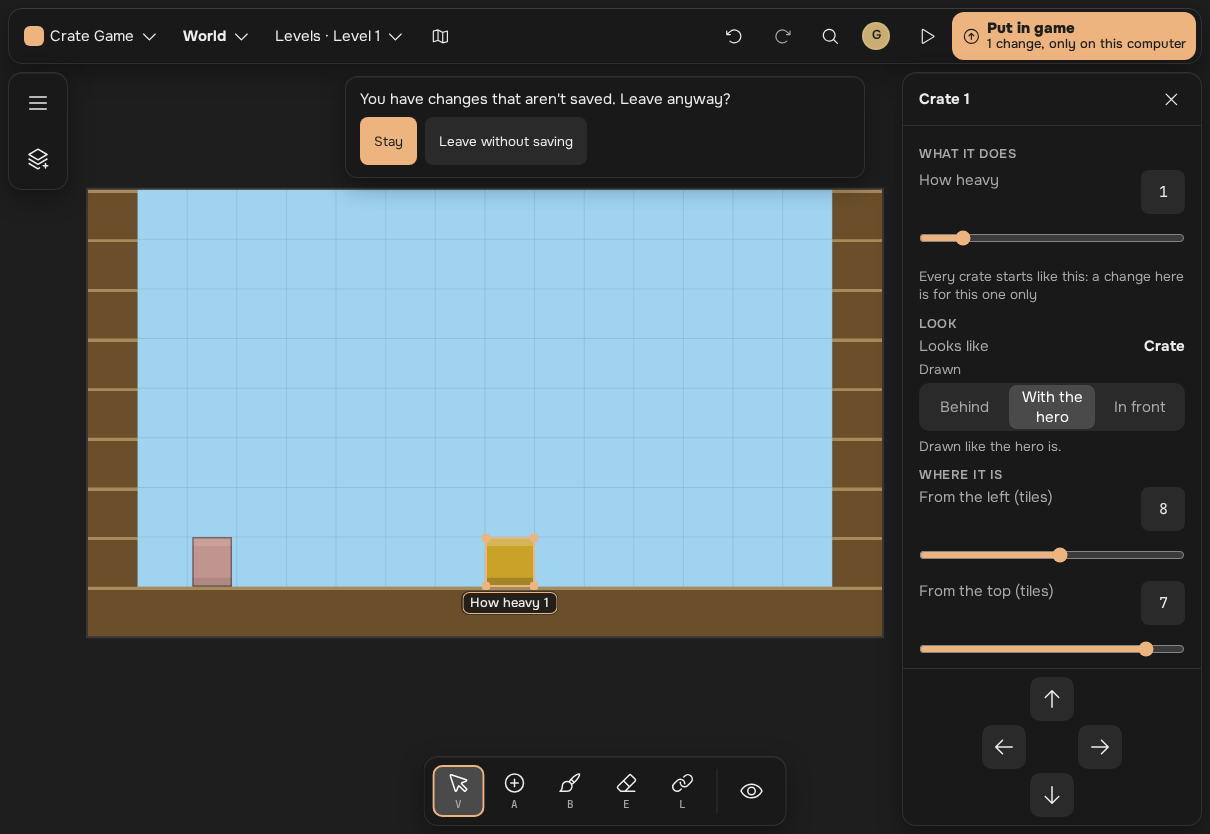 Crate Game
World
Levels · Level 1
G
Put in game
1 change, only on this computer
You have changes that aren't saved. Leave anyway?
Stay
Leave without saving
Crate 1
WHAT IT DOES
How heavy
1
Every crate starts like this: a change here
is for this one only
LOOK
Looks like
Crate
Drawn
Behind
With the
hero
In front
Drawn like the hero is.
WHERE IT IS
From the left (tiles)
8
From the top (tiles)
7
How heavy 1
V
A
B
E
L